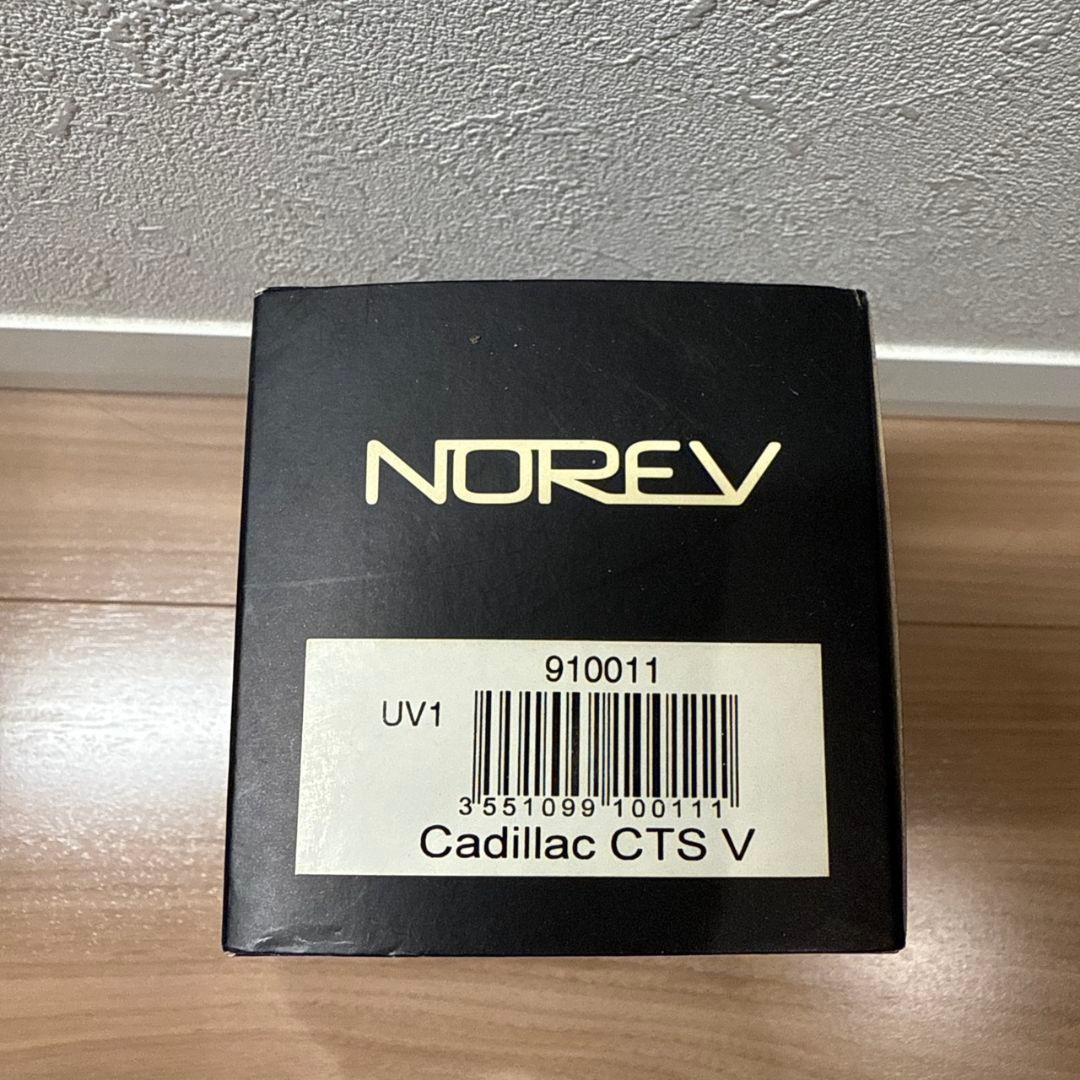 NOREV
910011
UV1
3 551099 100111
Cadillac CTS V